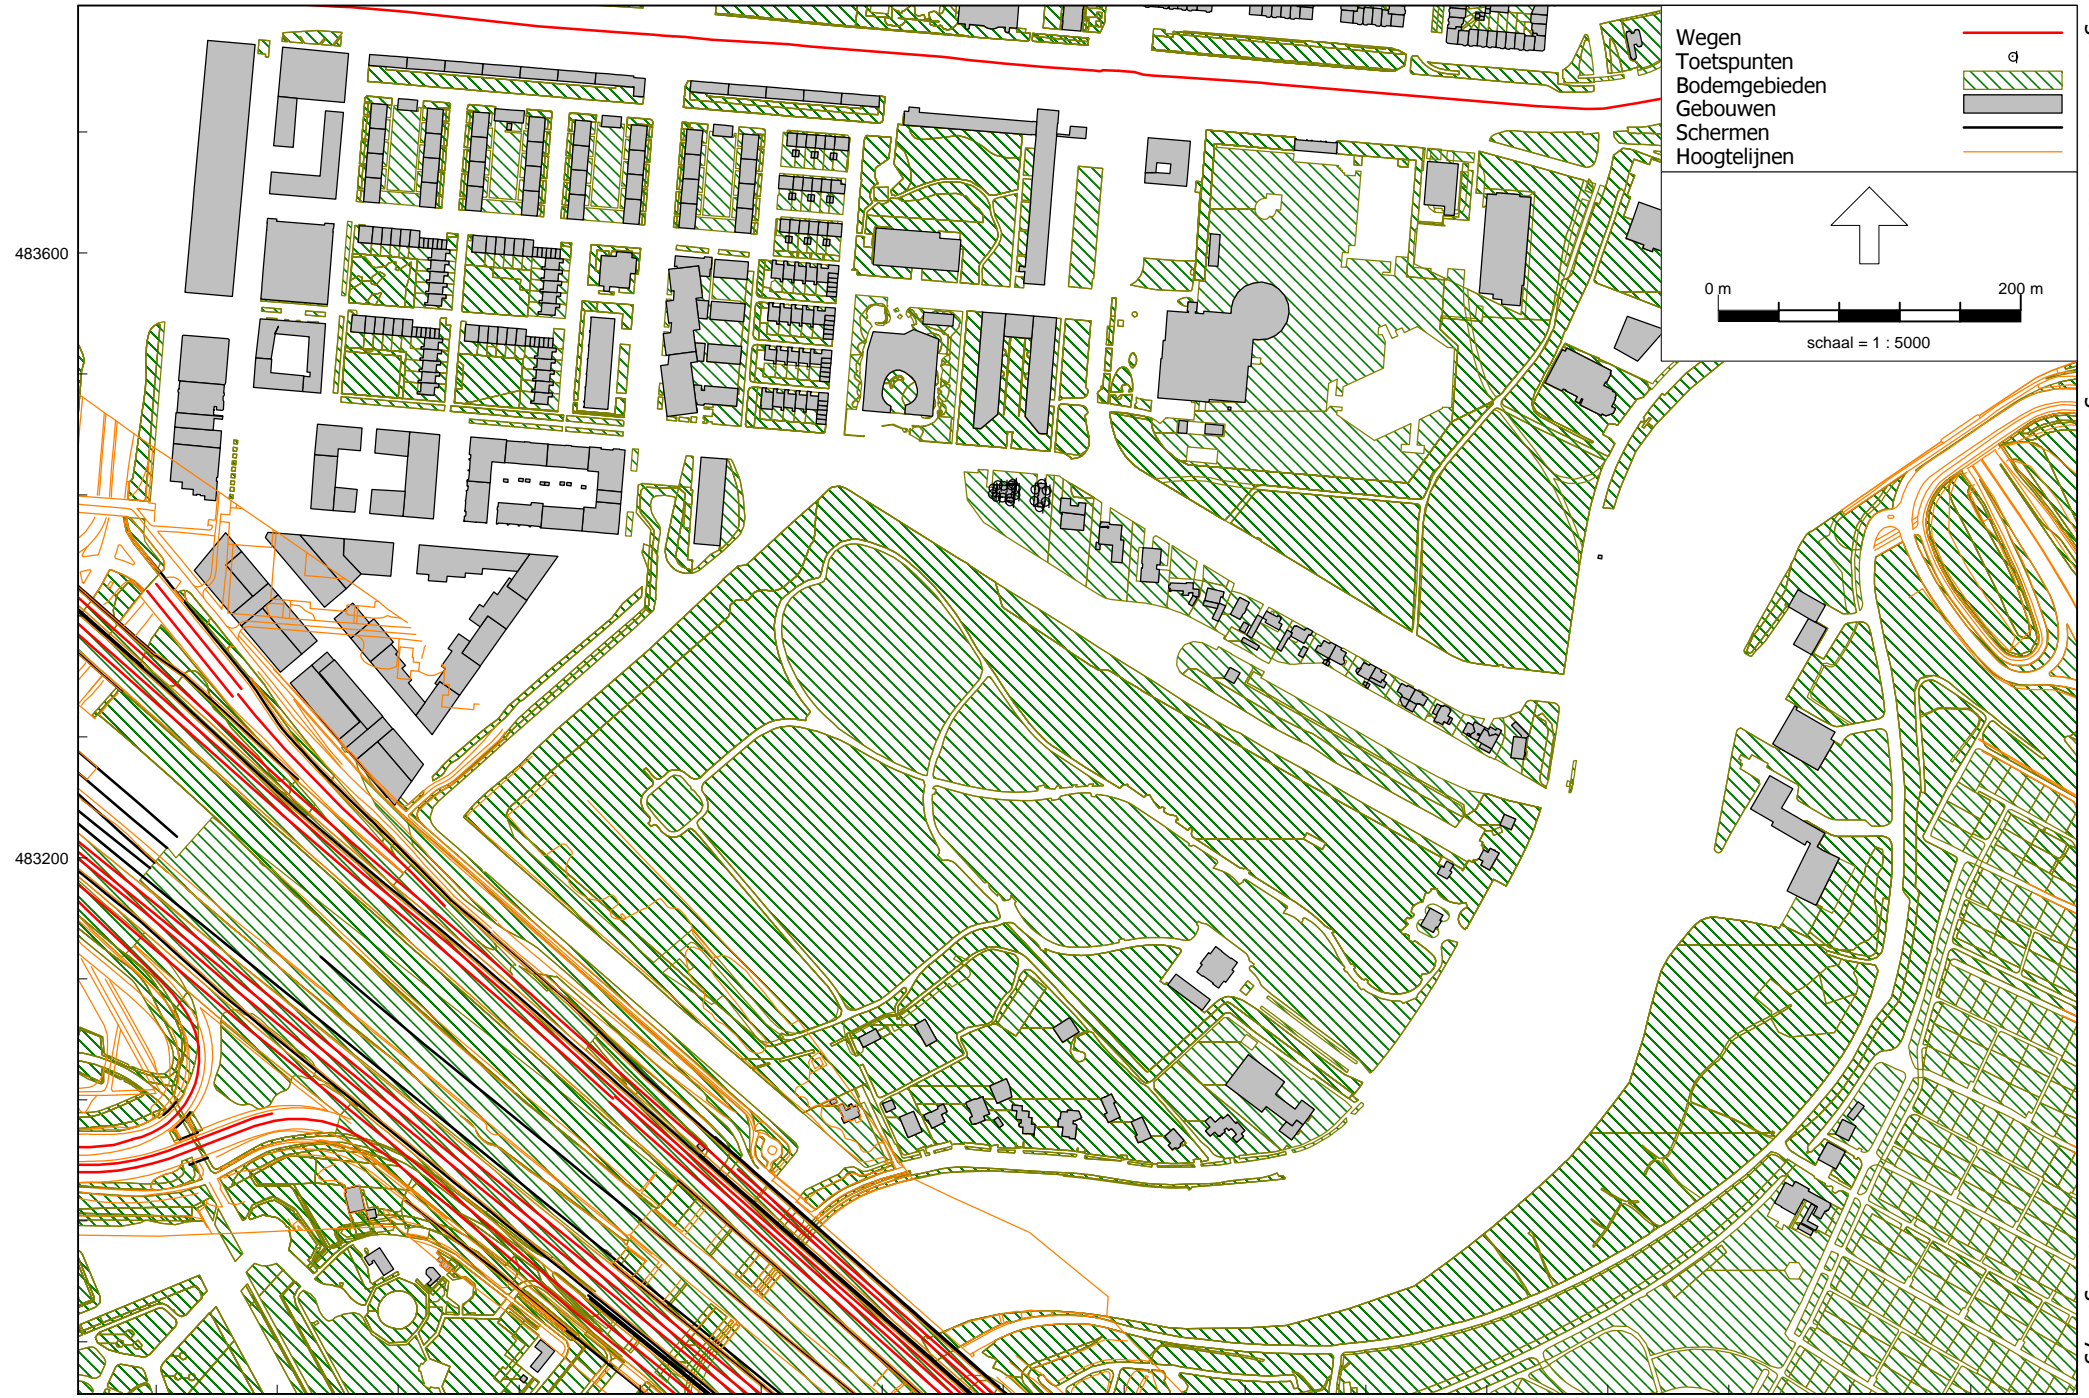 Wegen
Toetspunten
Bodemgebieden
Gebouwen
Schermen
Hoogtelijnen
0 m 200 m
schaal = 1 : 5000
483600
483200